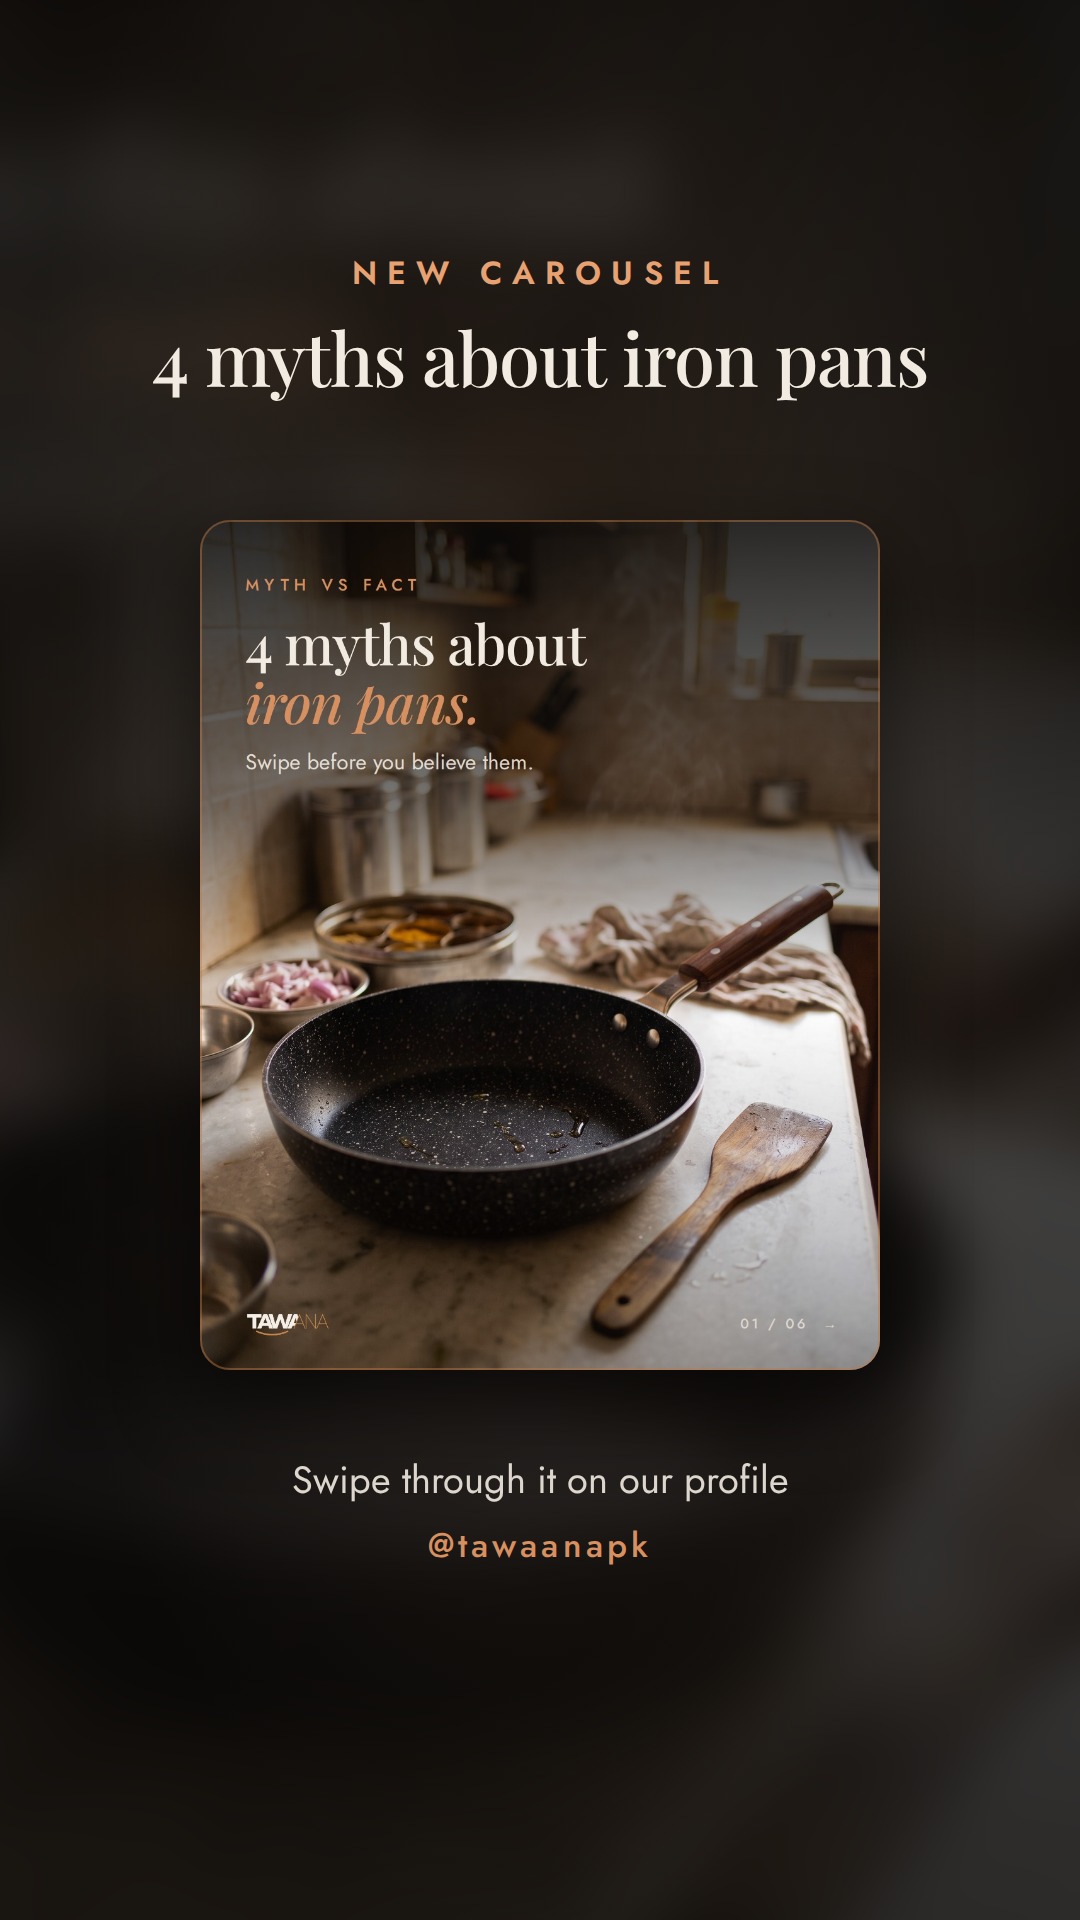 NEW CAROUSEL
4 myths about iron pans
MYTH VS FACT
4 myths about
iron pans.
Swipe before you believe them.
TAWAANA
01 / 06 →
Swipe through it on our profile
@tawaanapk